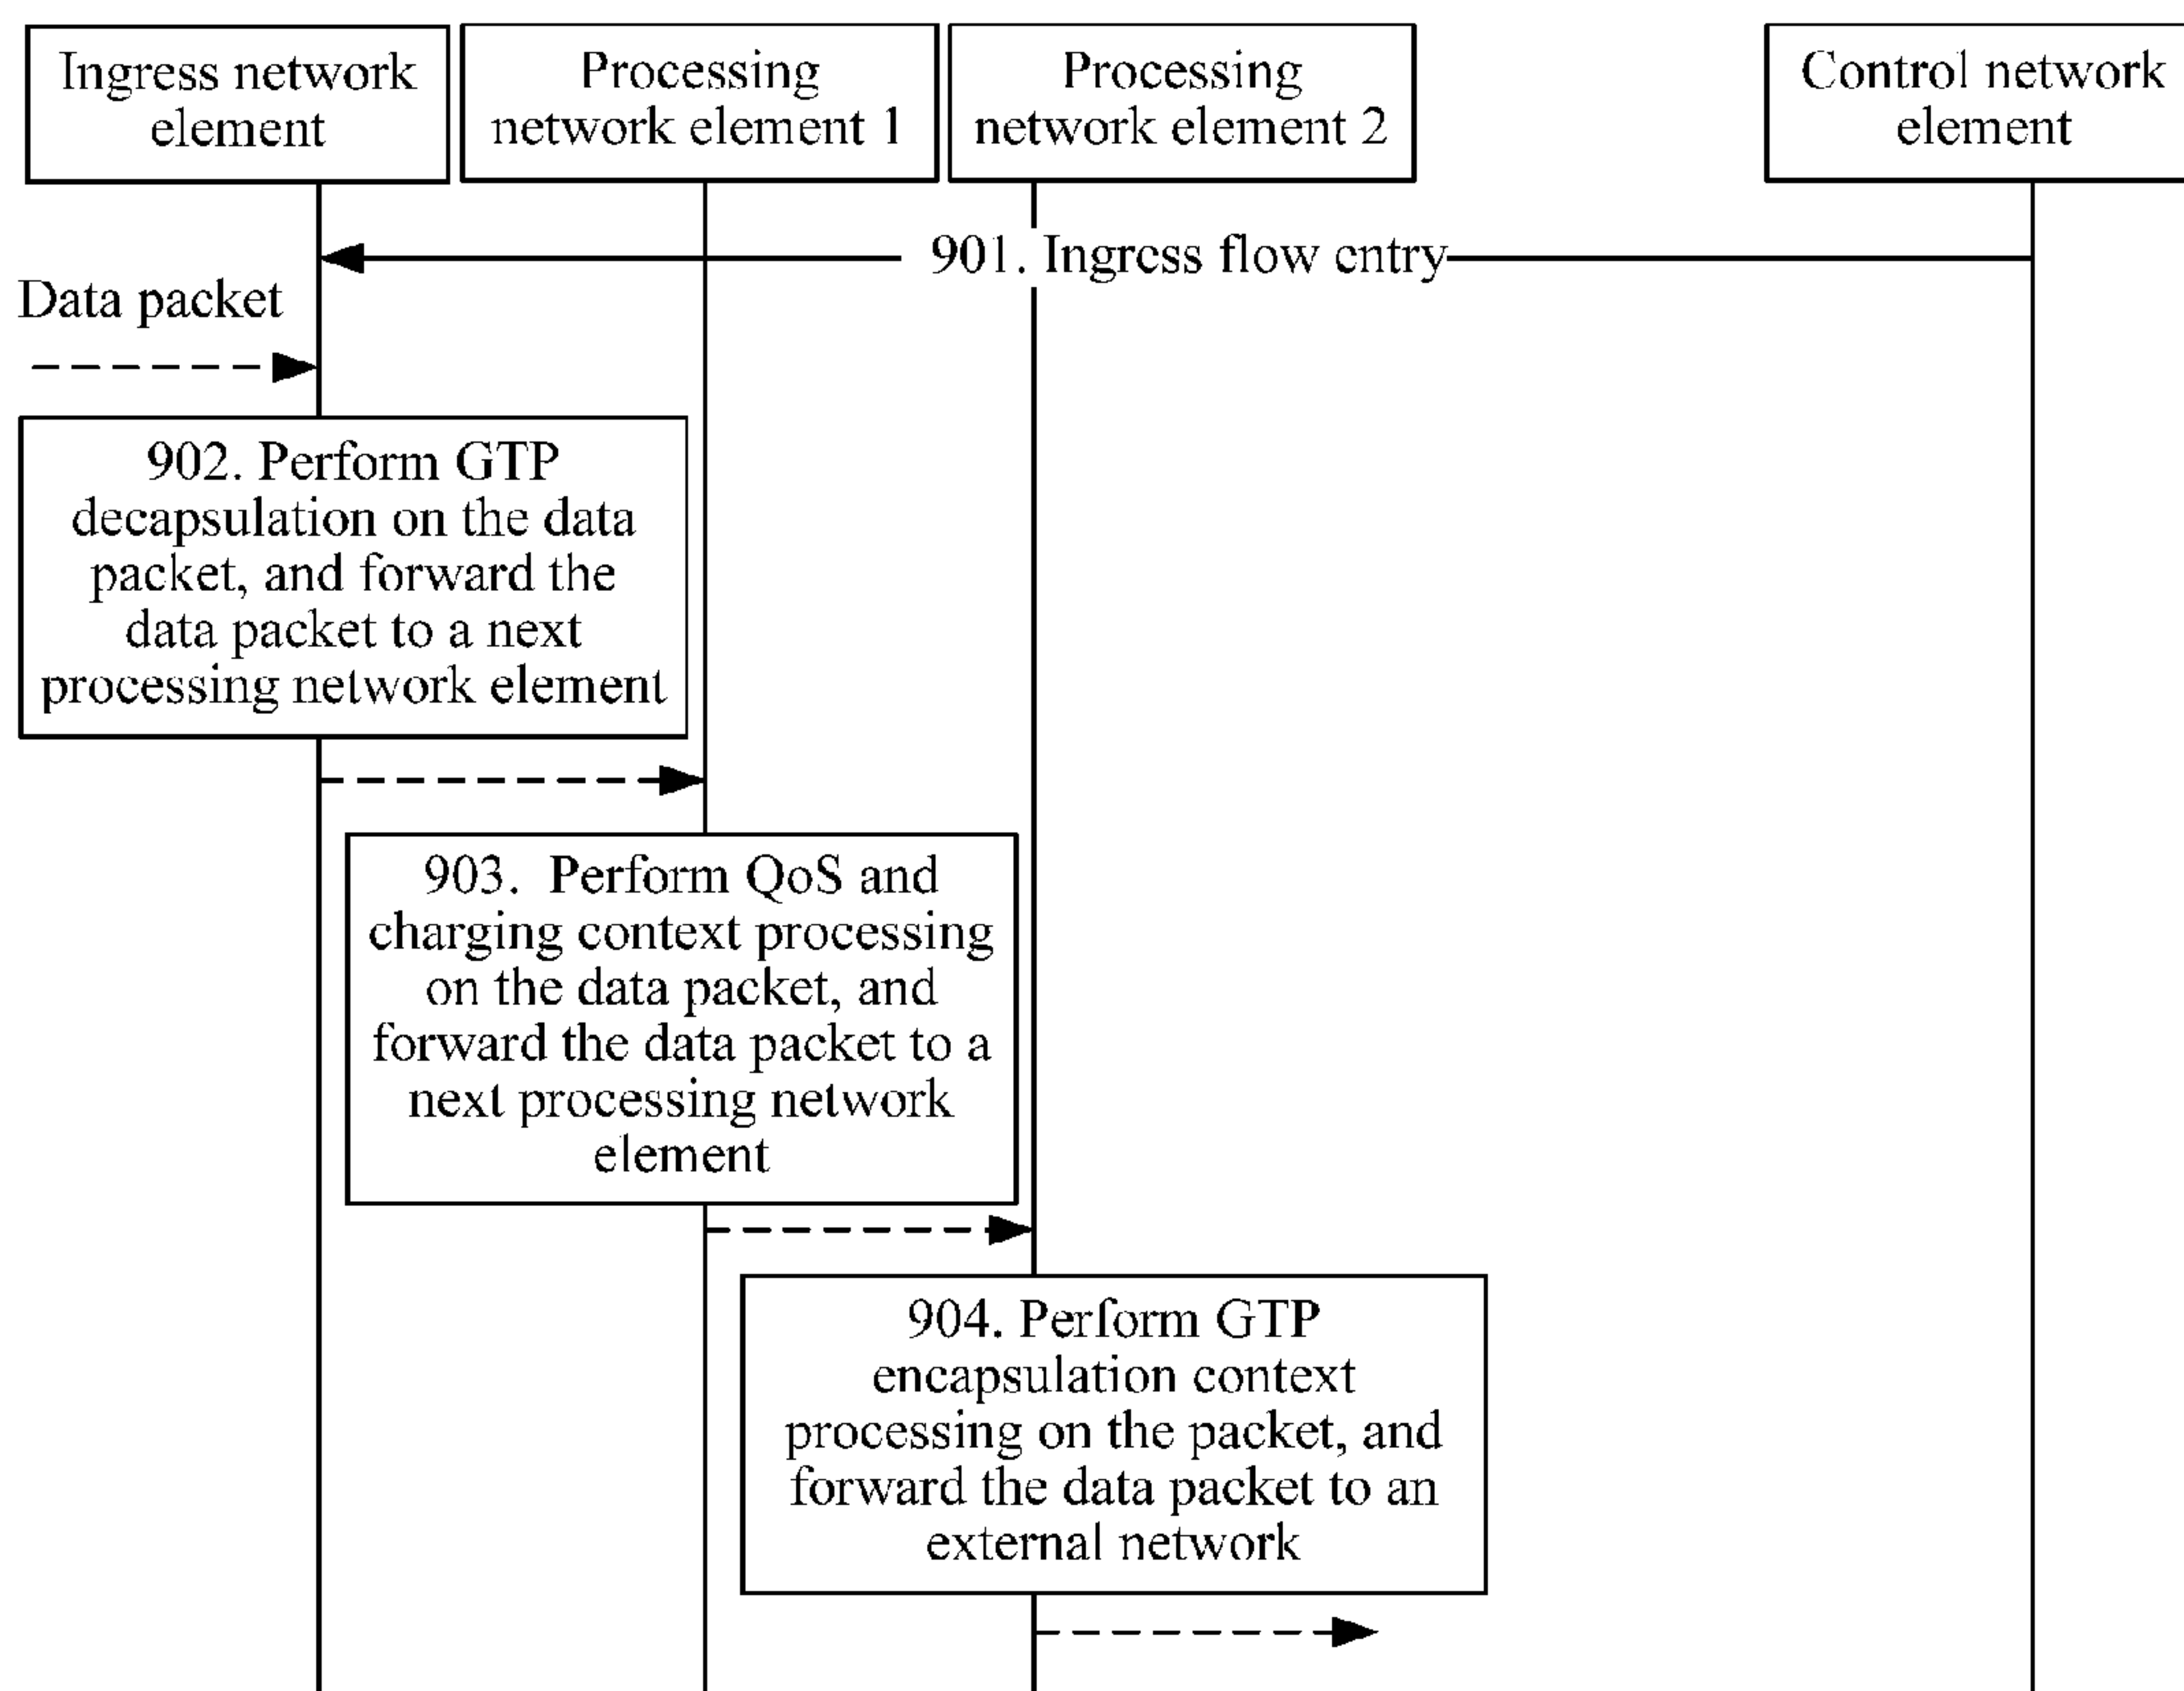 Ingress network
element
Processing
network element 1
Processing
network element 2
Control network
element
901. Ingress flow entry
Data packet
902. Perform GTP
decapsulation on the data
packet, and forward the
data packet to a next
processing network element
903. Perform QoS and
charging context processing
on the data packet, and
forward the data packet to a
next processing network
element
904. Perform GTP
encapsulation context
processing on the packet, and
forward the data packet to an
external network